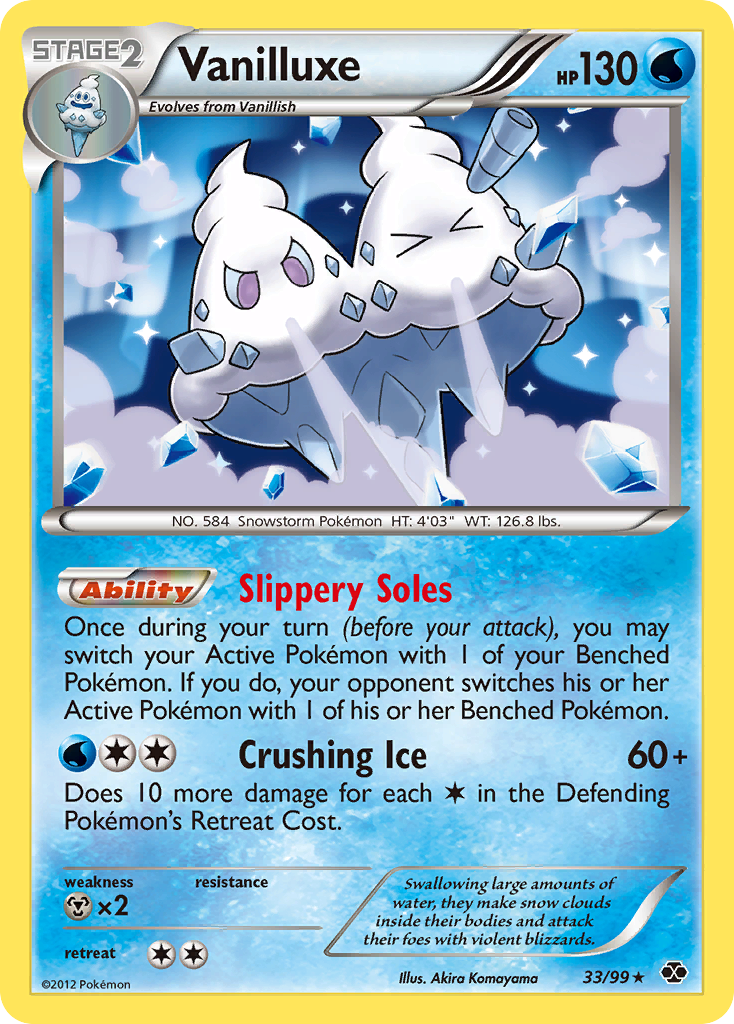 STAGE2
Vanilluxe
HP130
Evolves from Vanillish
NO. 584 Snowstorm Pokémon HT: 4'03" WT: 126.8 lbs.
Ability Slippery Soles
Once during your turn (before your attack), you may
switch your Active Pokémon with 1 of your Benched
Pokémon. If you do, your opponent switches his or her
Active Pokémon with 1 of his or her Benched Pokémon.
Crushing Ice 60+
Does 10 more damage for each in the Defending
Pokémon's Retreat Cost.
weakness resistance
×2
retreat
Swallowing large amounts of
water, they make snow clouds
inside their bodies and attack
their foes with violent blizzards.
©2012 Pokémon
Illus. Akira Komayama
33/99 ★